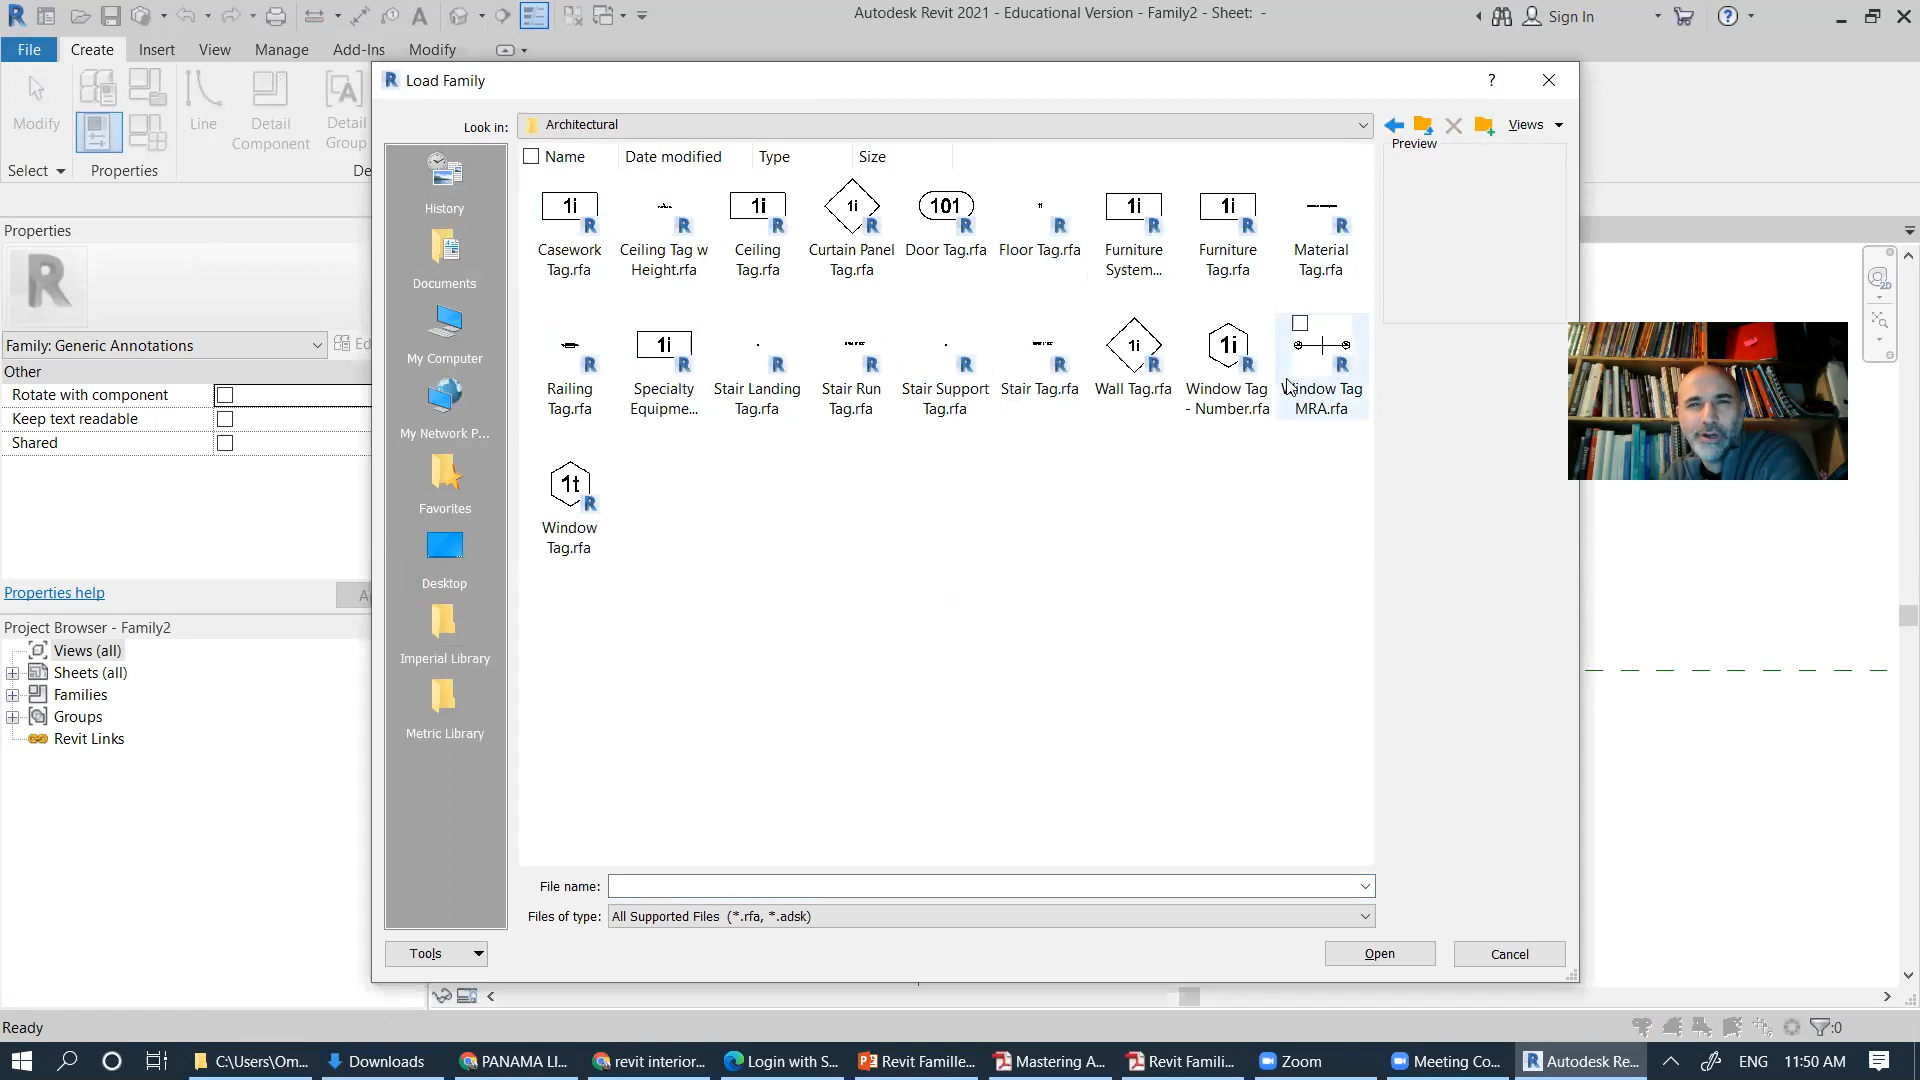 Autodesk Revit 2021 - Educational Version - Family2 - Sheet: -
Sign In
File Create Insert View Manage Add-Ins Modify
Modify
Line
Detail Component
Detail Group
Select
Properties
De
Load Family
Look in:
Architectural
Views
Preview
Name Date modified Type Size
History
Documents
My Computer
My Network P...
Favorites
Desktop
Imperial Library
Metric Library
1i 1i 1i 1i 101 1i 1i
Casework Tag.rfa
Ceiling Tag w Height.rfa
Ceiling Tag.rfa
Curtain Panel Tag.rfa
Door Tag.rfa
Floor Tag.rfa
Furniture System...
Furniture Tag.rfa
Material Tag.rfa
1i 1i 1i
Railing Tag.rfa
Specialty Equipme...
Stair Landing Tag.rfa
Stair Run Tag.rfa
Stair Support Tag.rfa
Stair Tag.rfa
Wall Tag.rfa
Window Tag - Number.rfa
Window Tag MRA.rfa
1t
Window Tag.rfa
File name:
Files of type:
All Supported Files (*.rfa, *.adsk)
Tools
Open
Cancel
Properties
Family: Generic Annotations
Ed
Other
Rotate with component
Keep text readable
Shared
Properties help
Ap
Project Browser - Family2
Views (all)
Sheets (all)
Families
Groups
Revit Links
Ready
:0
C:\Users\Om...
Downloads
PANAMA LI...
revit interior...
Login with S...
Revit Famille...
Mastering A...
Revit Famili...
Zoom
Meeting Co...
Autodesk Re...
ENG
11:50 AM